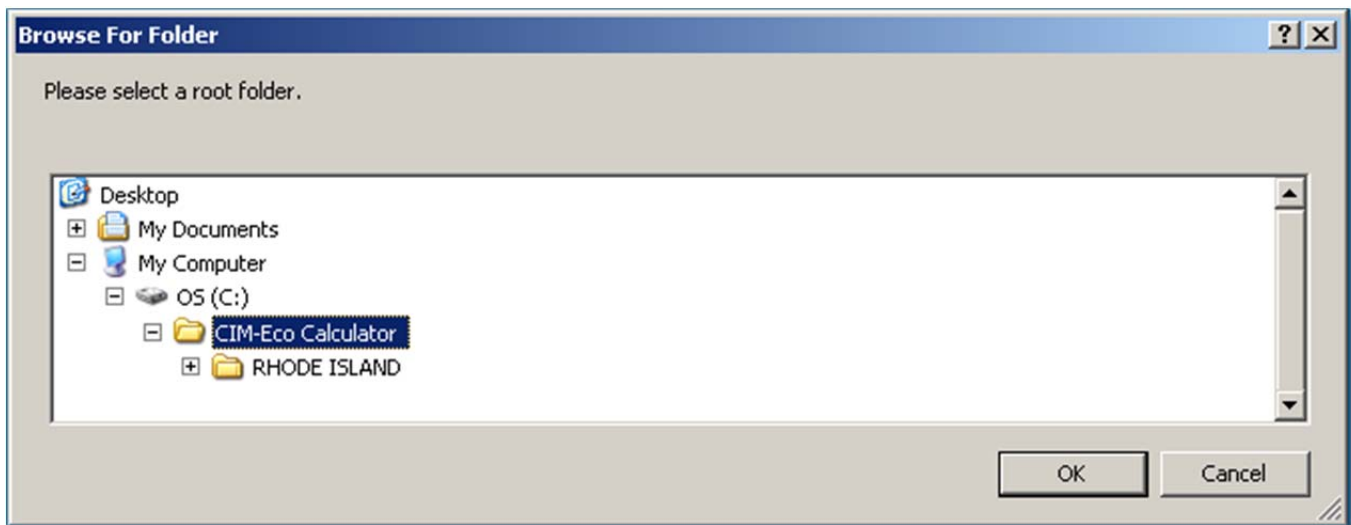 Browse For Folder
Please select a root folder.
Desktop
My Documents
My Computer
OS (C:)
CIM-Eco Calculator
RHODE ISLAND
OK Cancel